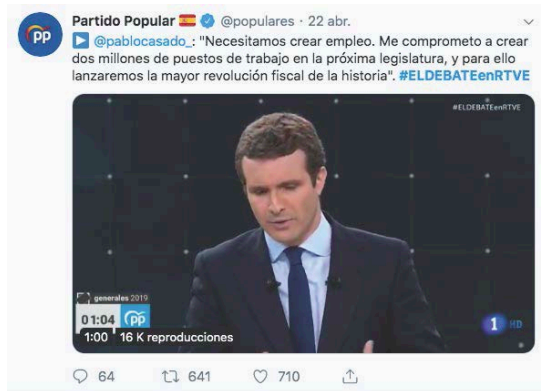 pp
Partido Popular @populares · 22 abr.
@pablocasado_: "Necesitamos crear empleo. Me comprometo a crear
dos millones de puestos de trabajo en la próxima legislatura, y para ello
lanzaremos la mayor revolución fiscal de la historia". #ELDEBATEenRTVE
#ELDEBATEenRTVE
generales 2019
01:04 pp
1 HD
1:00 16 K reproducciones
64 641 710